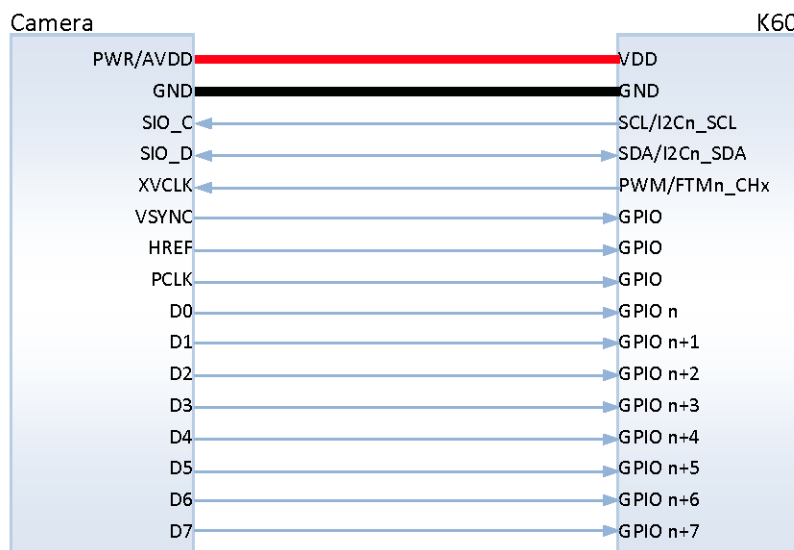 Camera K60
PWR/AVDD VDD
GND GND
SIO_C SCL/I2Cn_SCL
SIO_D SDA/I2Cn_SDA
XVCLK PWM/FTMn_CHx
VSYNC GPIO
HREF GPIO
PCLK GPIO
D0 GPIO n
D1 GPIO n+1
D2 GPIO n+2
D3 GPIO n+3
D4 GPIO n+4
D5 GPIO n+5
D6 GPIO n+6
D7 GPIO n+7